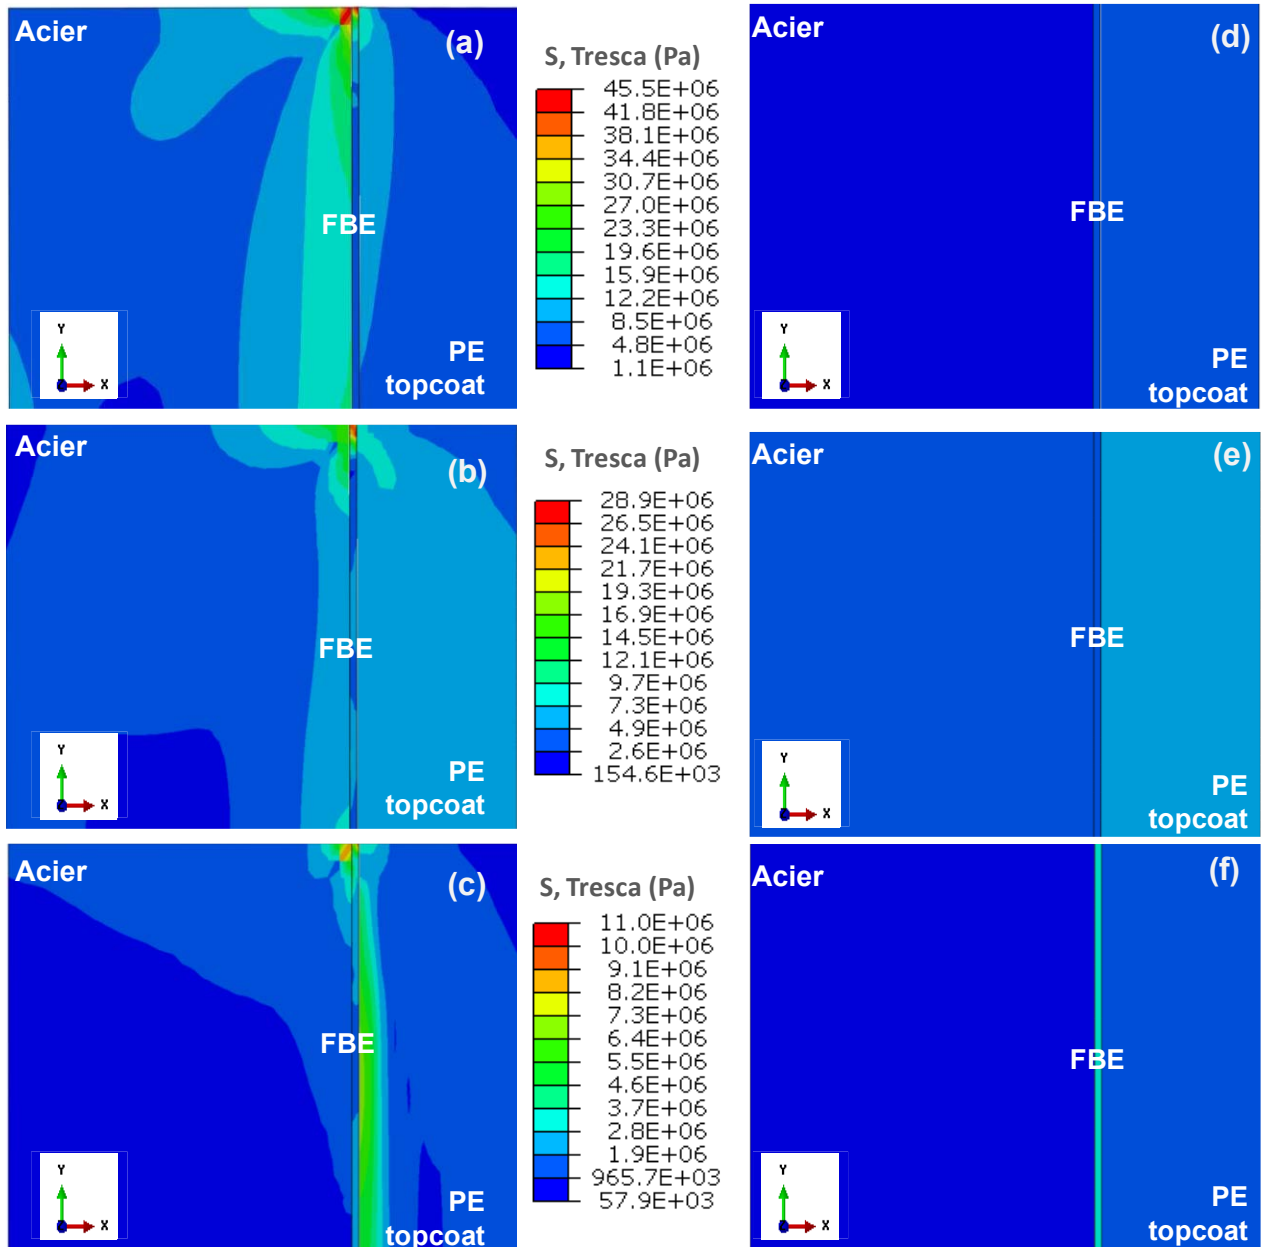 Acier
(a)
FBE
PE
topcoat
Y
X
S, Tresca (Pa)
45.5E+06
41.8E+06
38.1E+06
34.4E+06
30.7E+06
27.0E+06
23.3E+06
19.6E+06
15.9E+06
12.2E+06
8.5E+06
4.8E+06
1.1E+06
Acier
(d)
FBE
PE
topcoat
Y
X
Acier
(b)
FBE
PE
topcoat
Y
X
S, Tresca (Pa)
28.9E+06
26.5E+06
24.1E+06
21.7E+06
19.3E+06
16.9E+06
14.5E+06
12.1E+06
9.7E+06
7.3E+06
4.9E+06
2.6E+06
154.6E+03
Acier
(e)
FBE
PE
topcoat
Y
X
Acier
(c)
FBE
PE
topcoat
Y
X
S, Tresca (Pa)
11.0E+06
10.0E+06
9.1E+06
8.2E+06
7.3E+06
6.4E+06
5.5E+06
4.6E+06
3.7E+06
2.8E+06
1.9E+06
965.7E+03
57.9E+03
Acier
(f)
FBE
PE
topcoat
Y
X